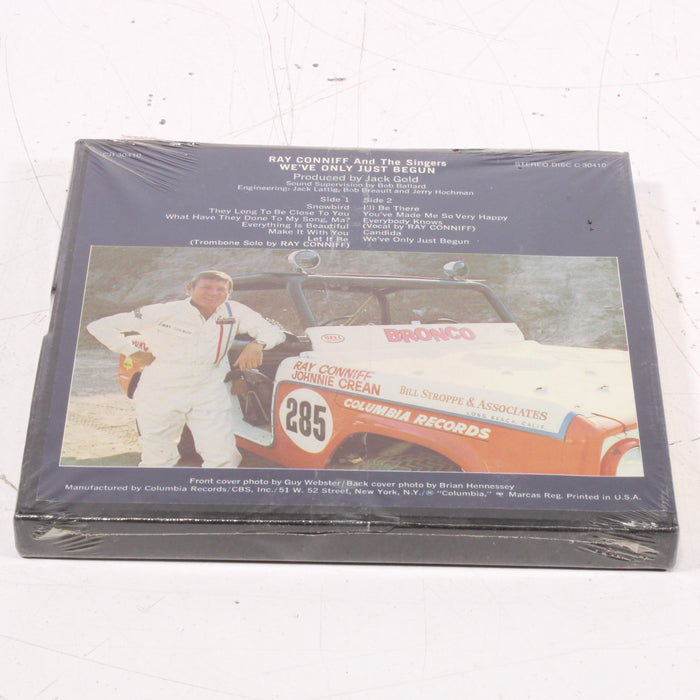 CJT 30410
RAY CONNIFF And The Singers
WE'VE ONLY JUST BEGUN
STEREO DISC C 30410
Produced by Jack Gold
Sound Supervision by Bob Ballard
Engineering: Jack Lattig, Bob Breault and Jerry Hochman
Side 1
Snowbird
They Long To Be Close To You
What Have They Done To My Song, Ma?
Everything Is Beautiful
Make It With You
Let It Be
(Trombone Solo by RAY CONNIFF)
Side 2
I'll Be There
You've Made Me So Very Happy
Everybody Knows
(Vocal by RAY CONNIFF)
Candida
We've Only Just Begun
BELL
BRONCO
RAY CONNIFF
JOHNNIE CREAN
BILL STROPPE & ASSOCIATES
LONG BEACH, CALIF.
285
COLUMBIA RECORDS
Front cover photo by Guy Webster/Back cover photo by Brian Hennessey
Manufactured by Columbia Records/CBS, Inc./51 W. 52 Street, New York, N.Y./® "Columbia," Marcas Reg. Printed in U.S.A.